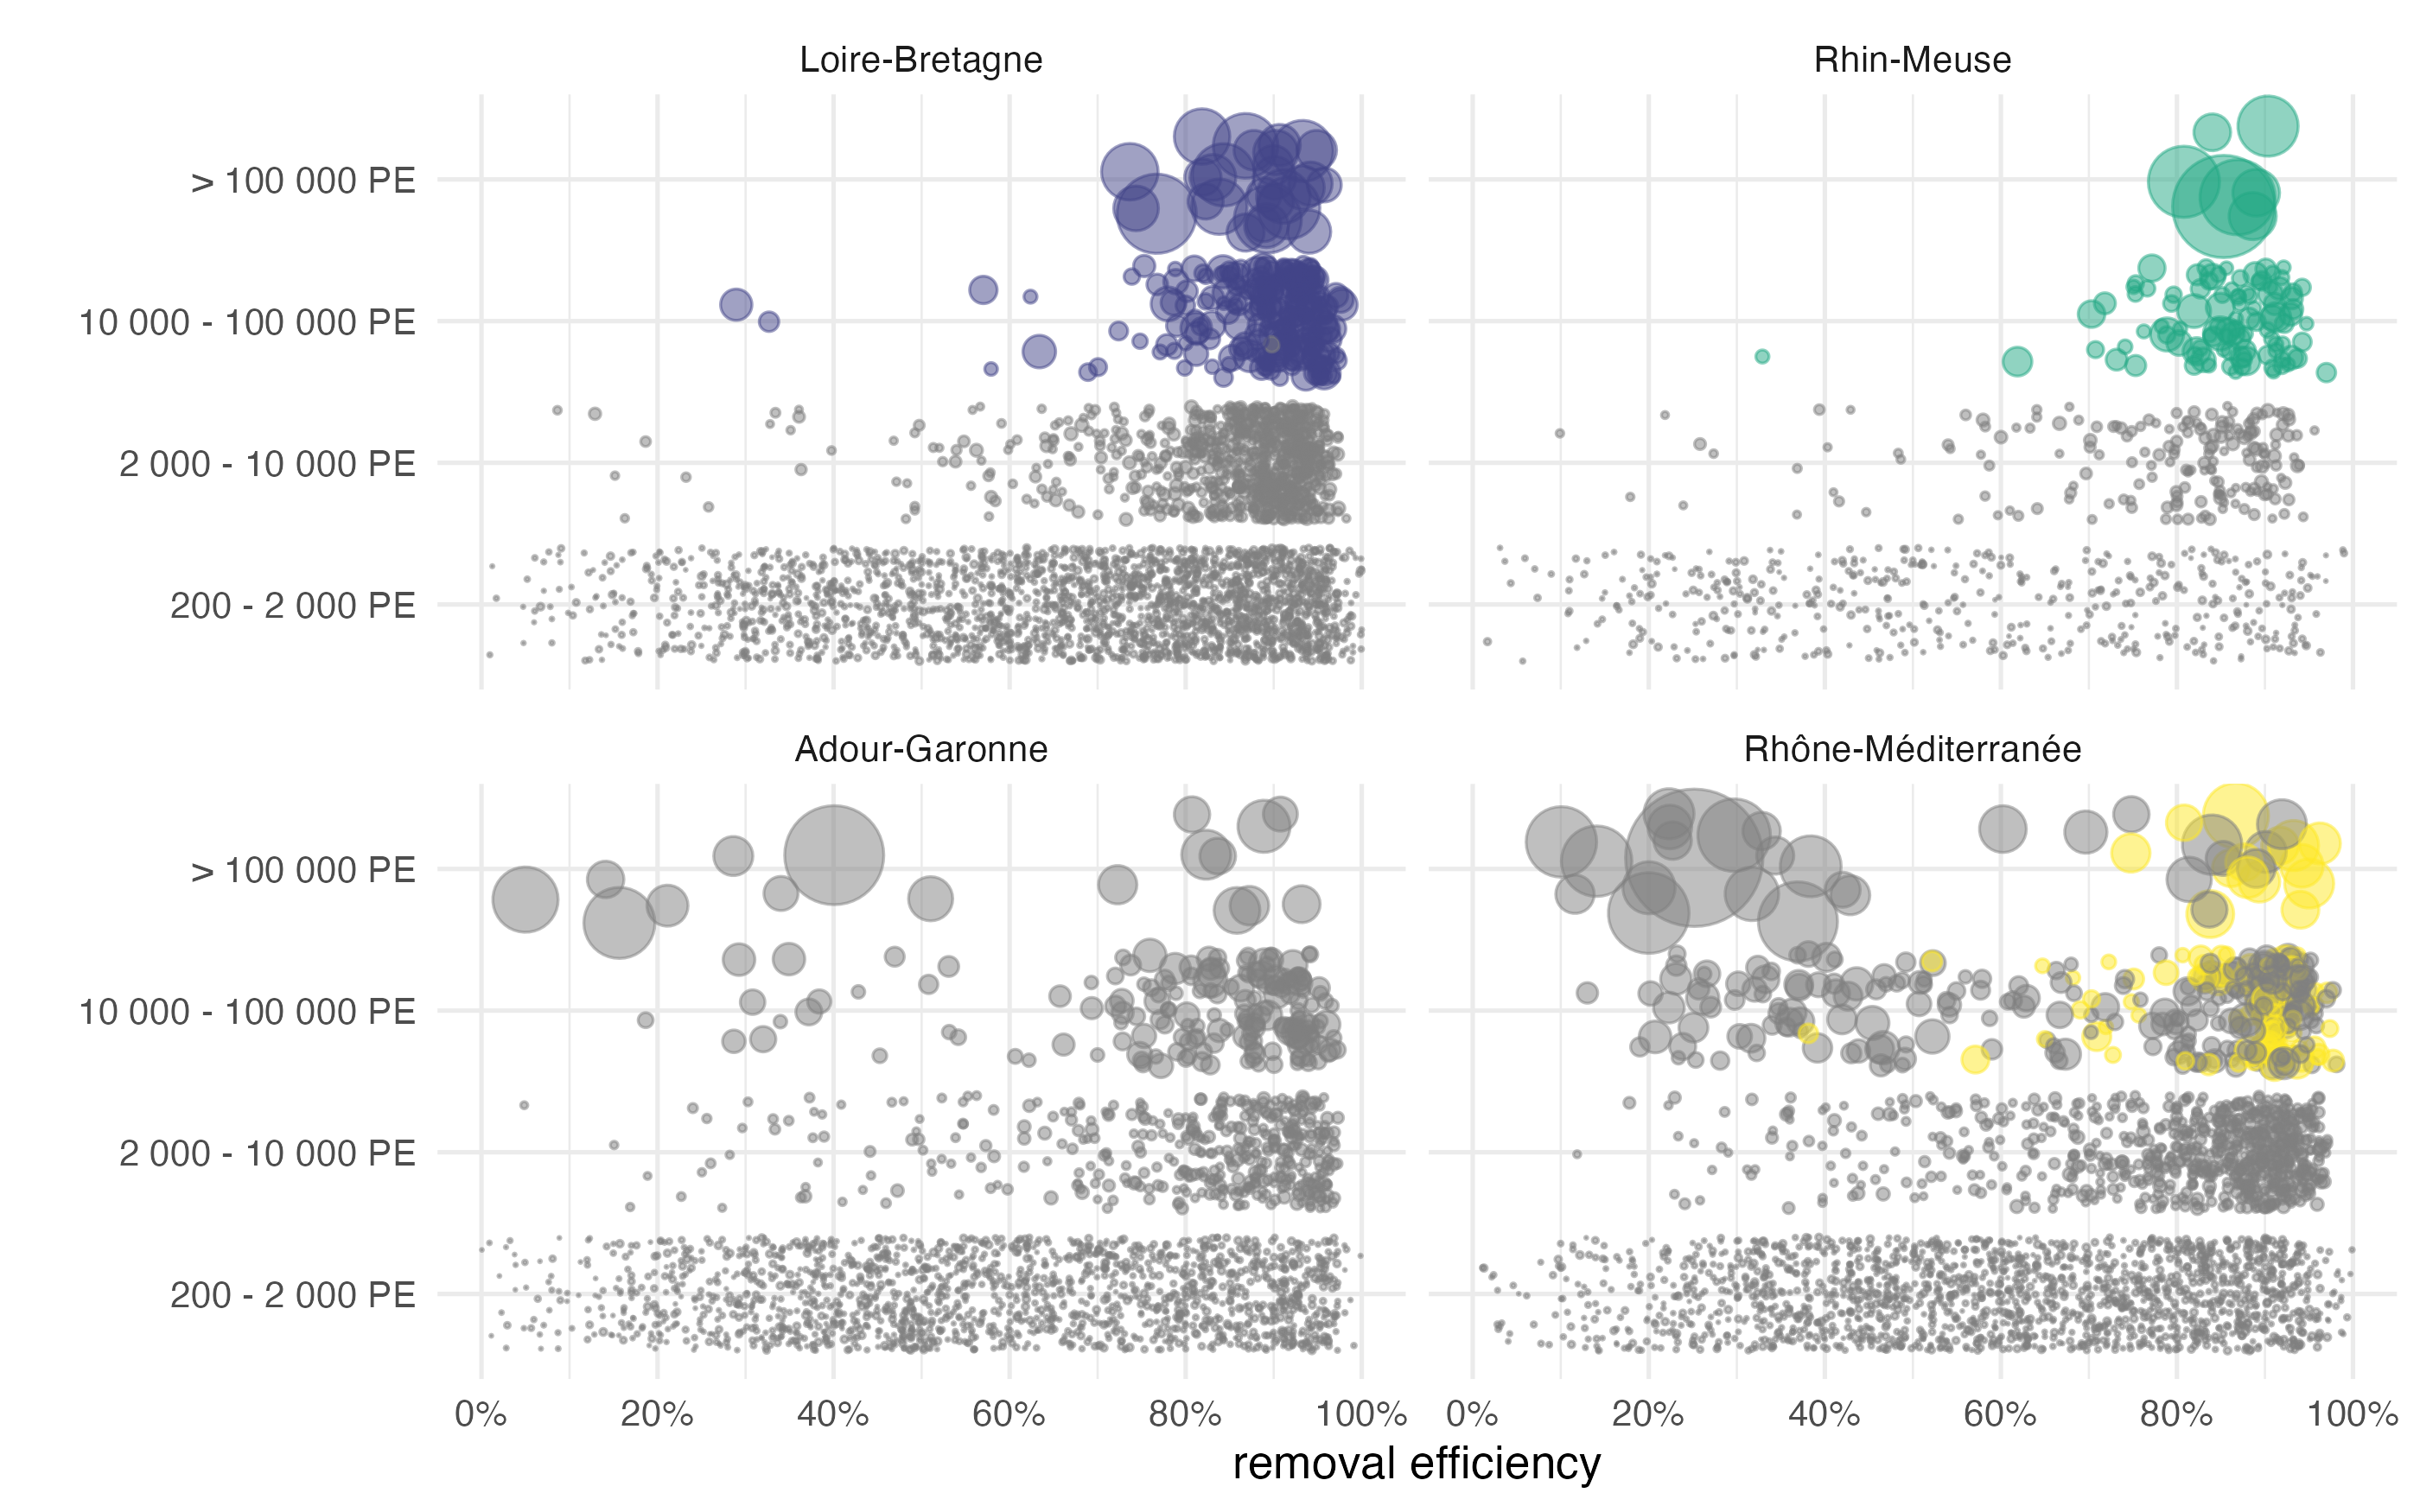 Loire-Bretagne
Rhin-Meuse
> 100 000 PE
10 000 - 100 000 PE
2 000 - 10 000 PE
200 - 2 000 PE
Adour-Garonne
Rhône-Méditerranée
> 100 000 PE
10 000 - 100 000 PE
2 000 - 10 000 PE
200 - 2 000 PE
0% 20% 40% 60% 80% 100% 0% 20% 40% 60% 80% 100%
removal efficiency